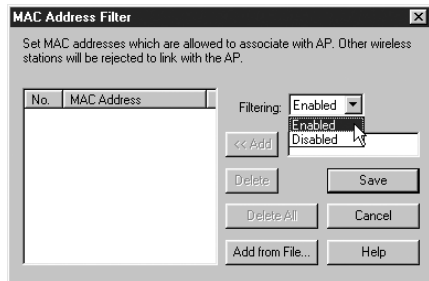 MAC Address Filter
Set MAC addresses which are allowed to associate with AP. Other wireless
stations will be rejected to link with the AP.
No. MAC Address
Filtering: Enabled
Enabled
Disabled
<< Add
Delete Save
Delete All Cancel
Add from File... Help